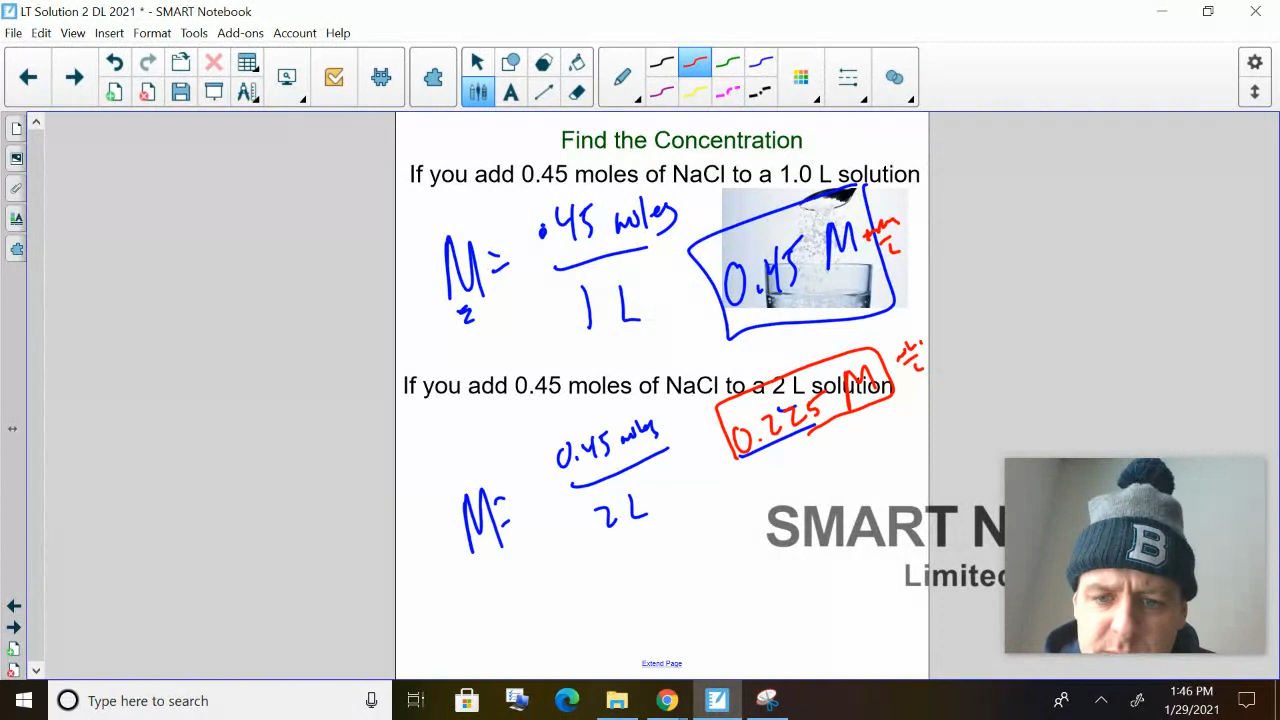 LT Solution 2 DL 2021 * - SMART Notebook
File Edit View Insert Format Tools Add-ons Account Help
Find the Concentration
If you add 0.45 moles of NaCl to a 1.0 L solution
M= .45 moles
1 L
0.45 M
If you add 0.45 moles of NaCl to a 2 L solution
0.225 M
M= 0.45 moles
2 L
SMART N
Limited
B
Extend Page
Type here to search
1:46 PM
1/29/2021